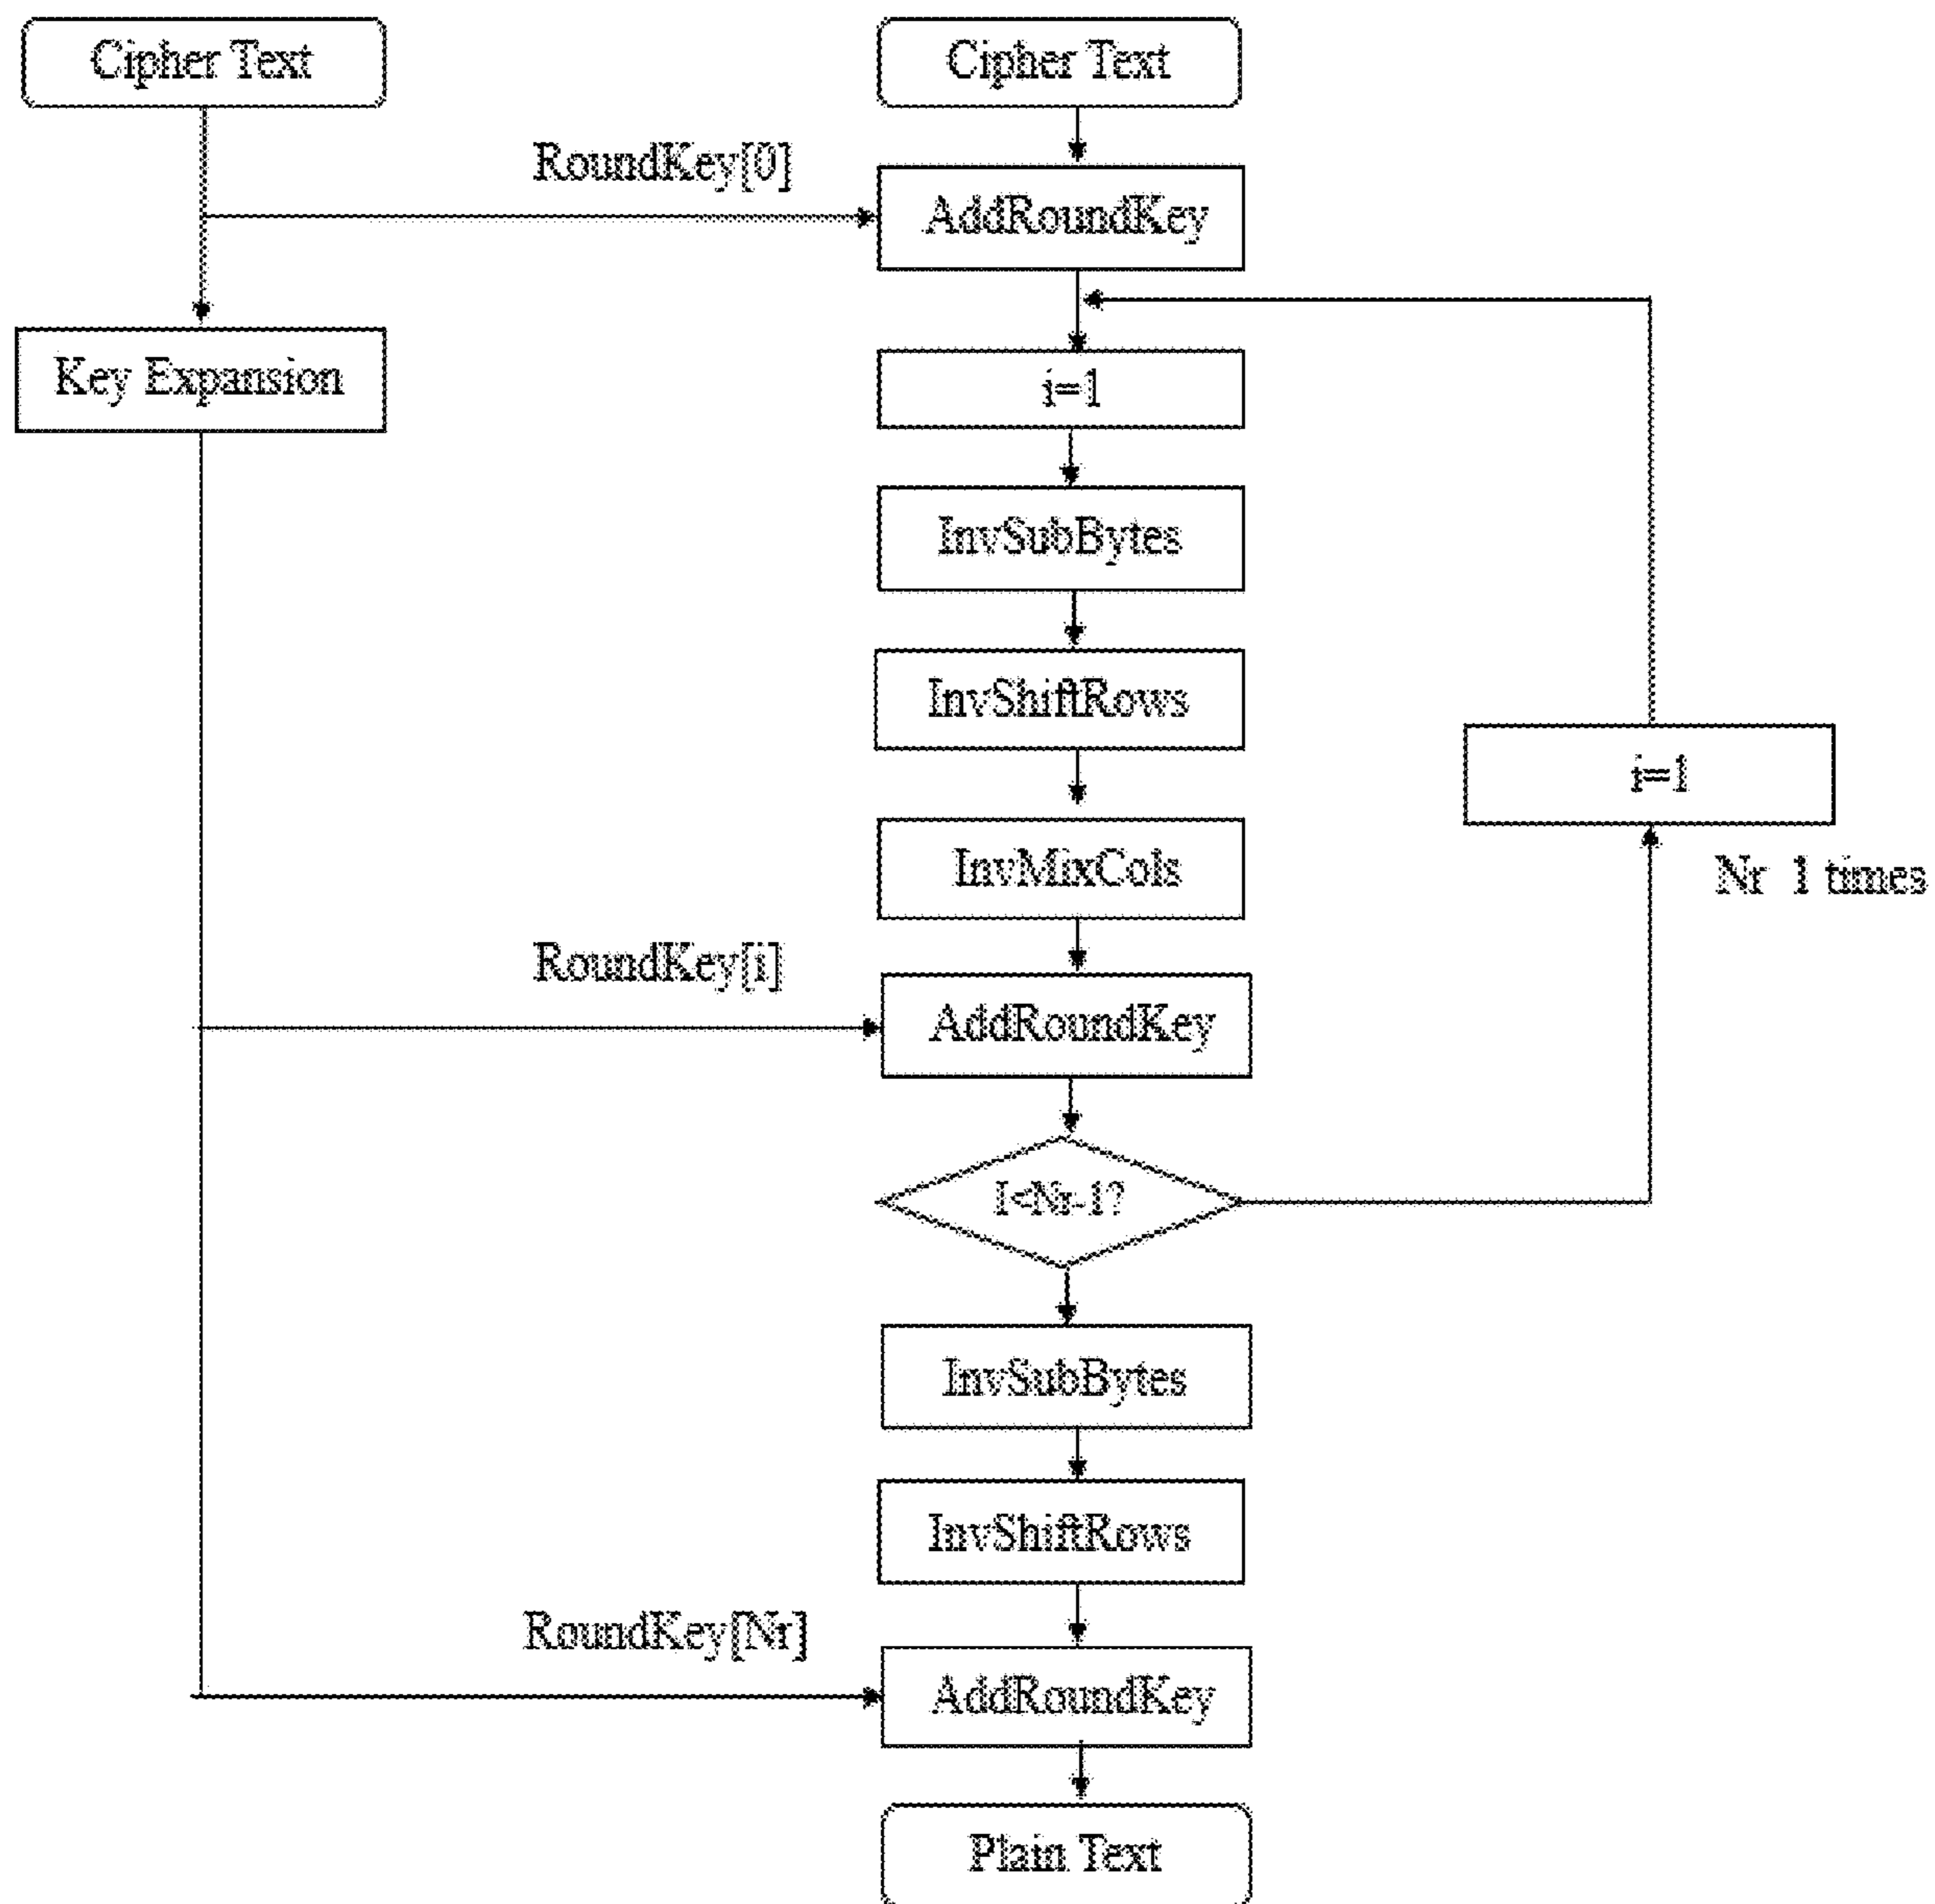 Cipher Text
Cipher Text
RoundKey[0]
AddRoundKey
Key Expansion
i=1
InvSubBytes
InvShiftRows
i=1
InvMixCols
Nr 1 times
RoundKey[i]
AddRoundKey
I<Nr-1?
InvSubBytes
InvShiftRows
RoundKey[Nr]
AddRoundKey
Plain Text